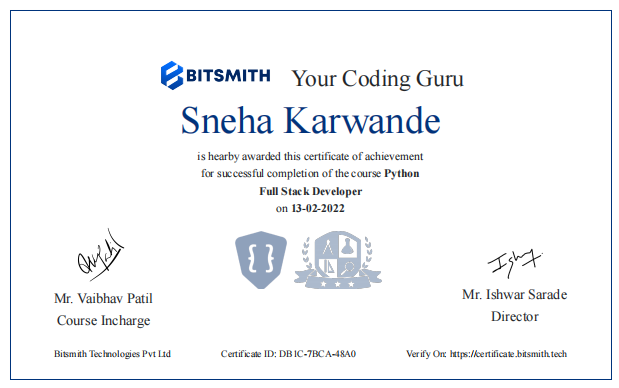 BITSMITH Your Coding Guru
Sneha Karwande
is hearby awarded this certificate of achievement
for successful completion of the course Python
Full Stack Developer
on 13-02-2022
Mr. Vaibhav Patil
Course Incharge
Mr. Ishwar Sarade
Director
Bitsmith Technologies Pvt Ltd
Certificate ID: DB1C-7BCA-48A0
Verify On: https://certificate.bitsmith.tech